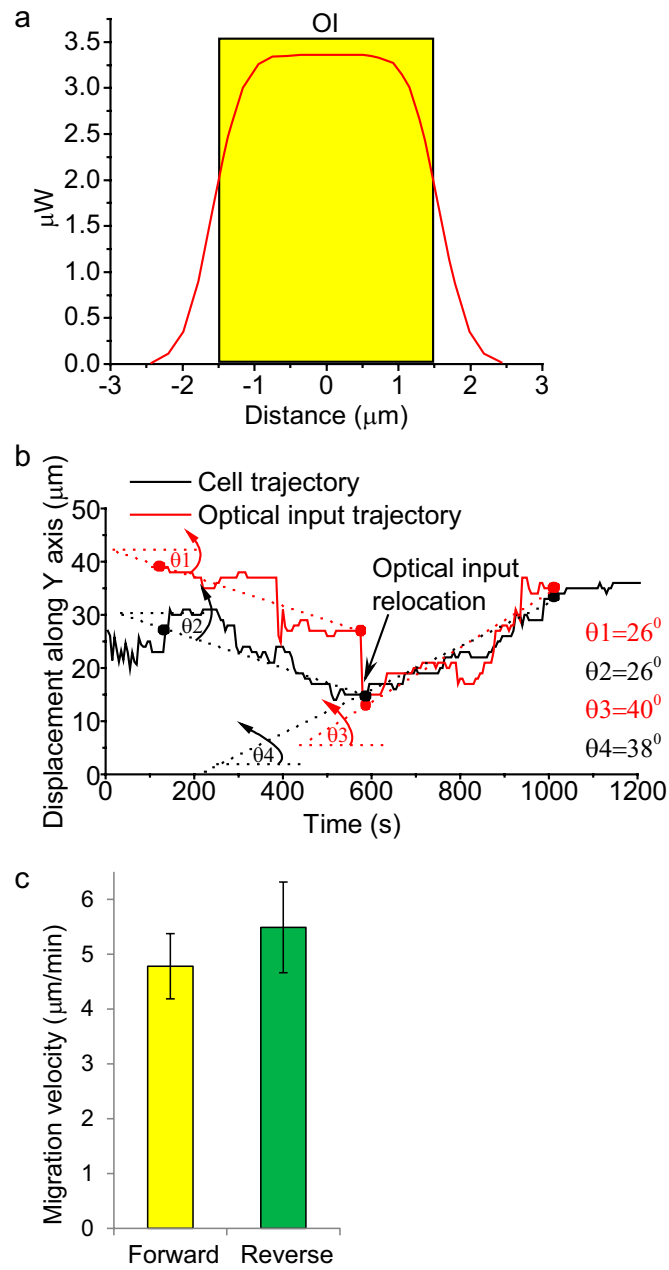 a
OI
3.5
3.0
2.5
2.0
1.5
1.0
0.5
0.0
μW
-3
-2
-1
0
1
2
3
Distance (μm)
b
Cell trajectory
Optical input trajectory
Displacement along Y axis (μm)
50
40
30
20
10
0
θ1
θ2
θ3
θ4
Optical input
relocation
θ1=26⁰
θ2=26⁰
θ3=40⁰
θ4=38⁰
0
200
400
600
800
1000
1200
Time (s)
c
Migration velocity (μm/min)
6
5
4
3
2
1
0
Forward
Reverse